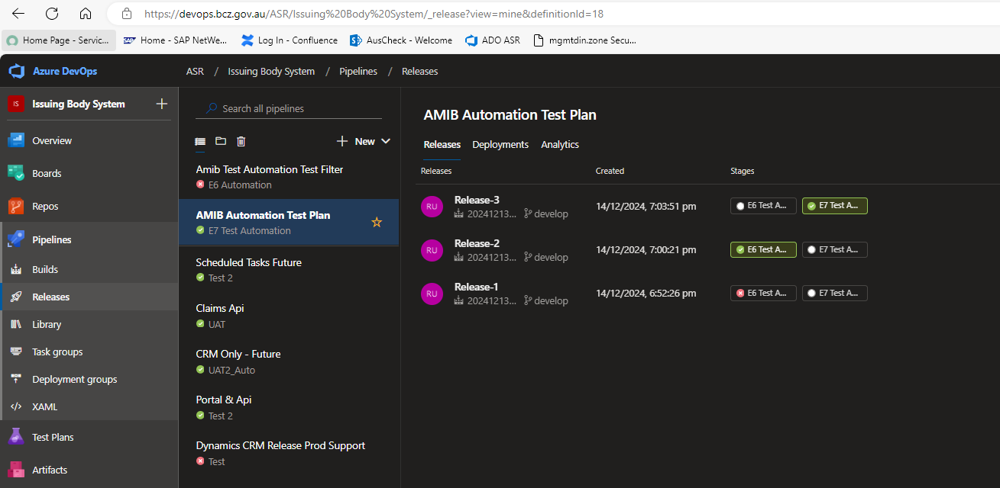 https://devops.bcz.gov.au/ASR/Issuing%20Body%20System/_release?view=mine&definitionId=18
Home Page - Servic... Home - SAP NetWe... Log In - Confluence AusCheck - Welcome ADO ASR mgmtdin.zone Secu...
Azure DevOps
ASR / Issuing Body System / Pipelines / Releases
IS Issuing Body System
Overview
Boards
Repos
Pipelines
Builds
Releases
Library
Task groups
Deployment groups
XAML
Test Plans
Artifacts
Search all pipelines
New
Amib Test Automation Test Filter
E6 Automation
AMIB Automation Test Plan
E7 Test Automation
Scheduled Tasks Future
Test 2
Claims Api
UAT
CRM Only - Future
UAT2_Auto
Portal & Api
Test 2
Dynamics CRM Release Prod Support
Test
AMIB Automation Test Plan
Releases Deployments Analytics
Releases Created Stages
RU Release-3 14/12/2024, 7:03:51 pm E6 Test A... E7 Test A...
20241213... develop
RU Release-2 14/12/2024, 7:00:21 pm E6 Test A... E7 Test A...
20241213... develop
RU Release-1 14/12/2024, 6:52:26 pm E6 Test A... E7 Test A...
20241213... develop